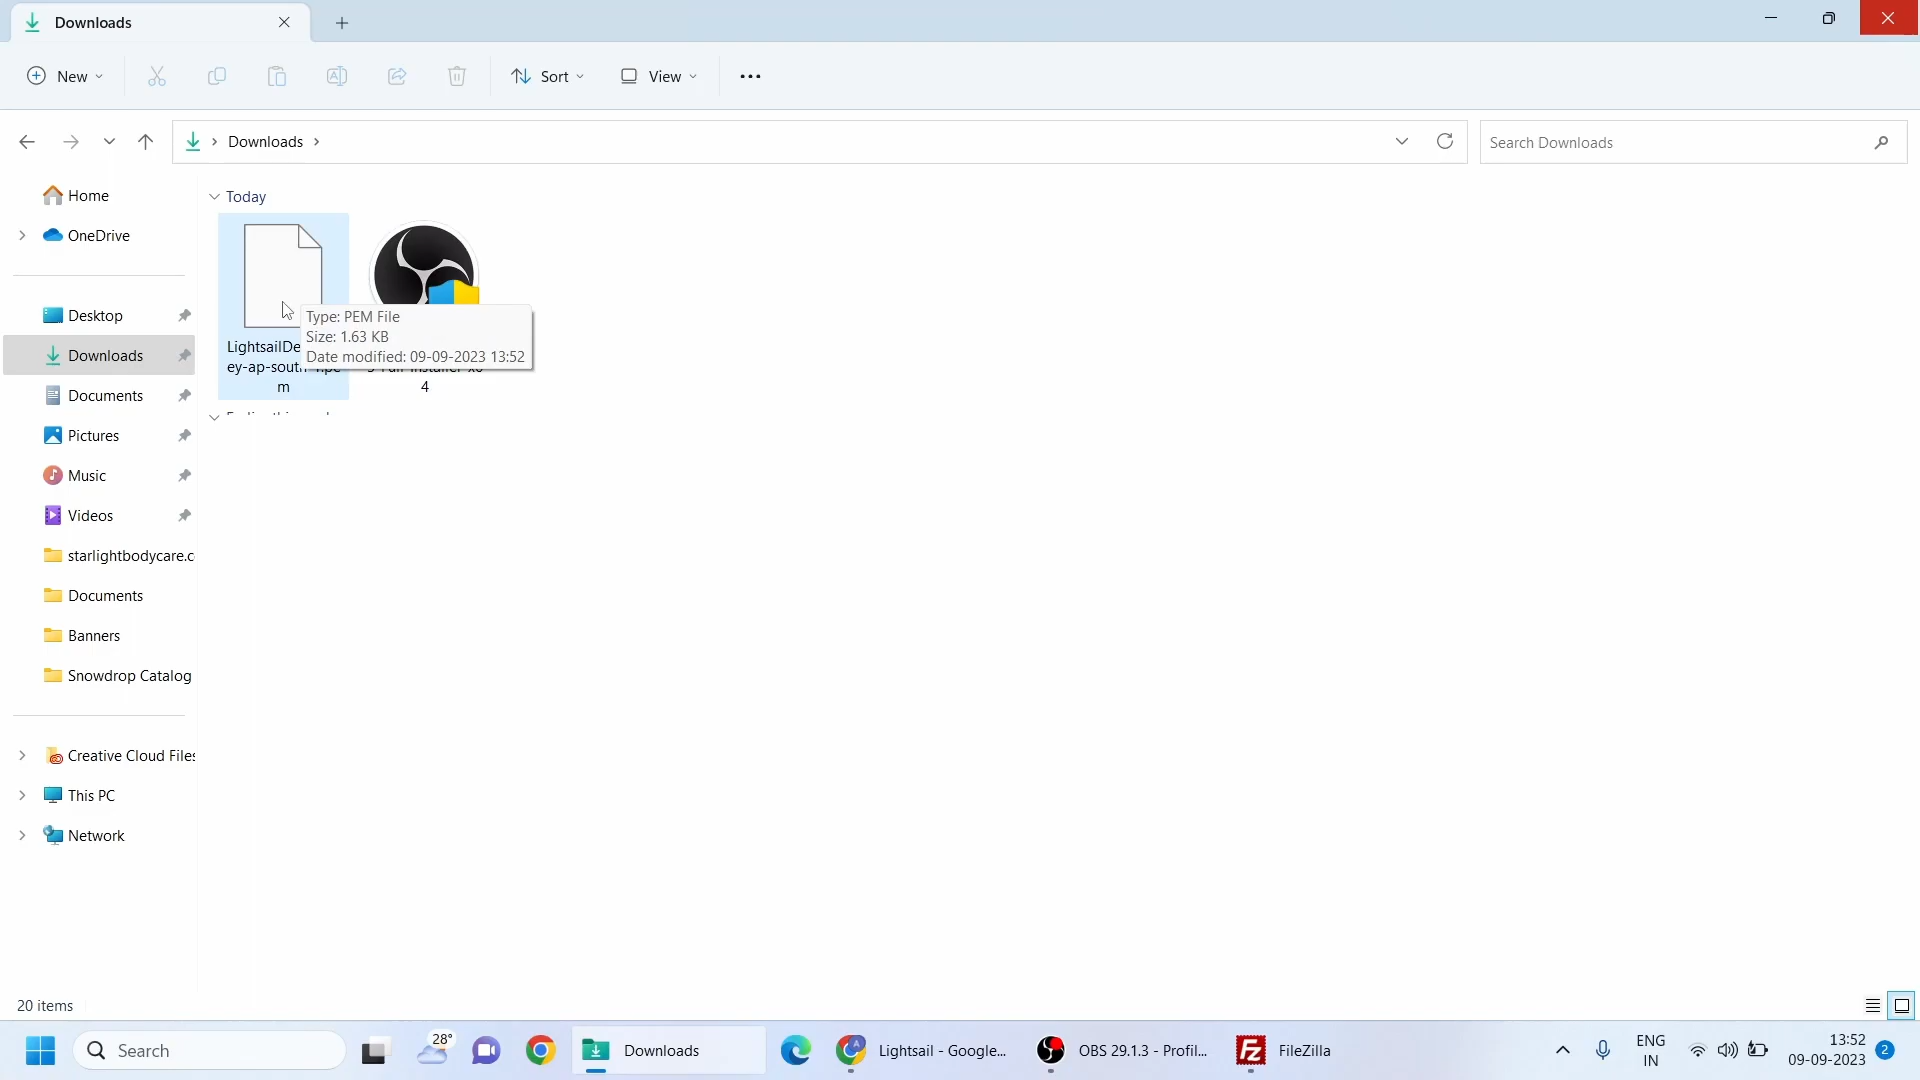 Downloads
New
Sort
View
Downloads
Search Downloads
Home
OneDrive
Desktop
Downloads
Documents
Pictures
Music
Videos
starlightbodycare.c
Documents
Banners
Snowdrop Catalog
Creative Cloud Files
This PC
Network
Today
LightsailDe
ey-ap-south
m
Type: PEM File
Size: 1.63 KB
Date modified: 09-09-2023 13:52
4
20 items
Search
28°
Downloads
Lightsail - Google...
OBS 29.1.3 - Profil...
FileZilla
ENG
IN
13:52
09-09-2023
2